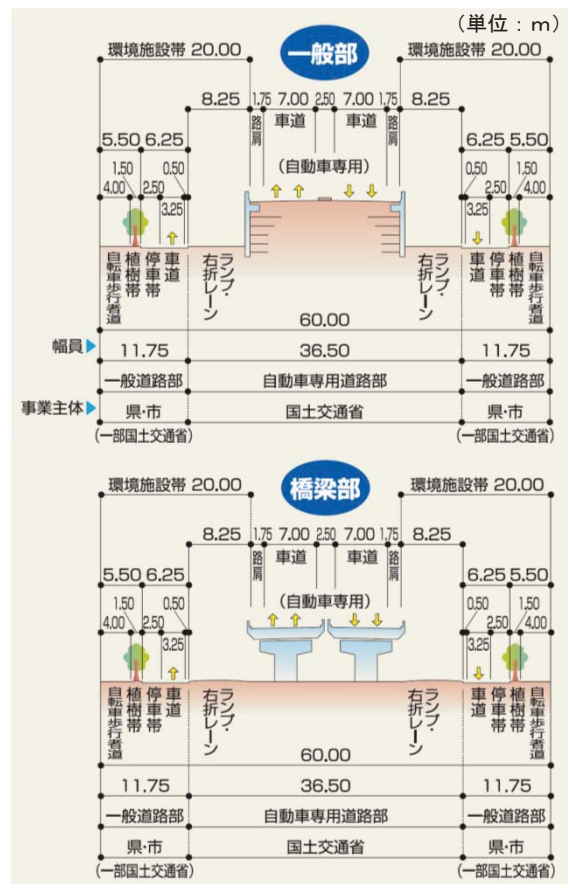 (単位：m)
環境施設帯 20.00
一般部
環境施設帯 20.00
8.25 1.75 7.00 2.50 7.00 1.75 8.25
路肩 車道 車道 路肩
5.50 6.25
6.25 5.50
(自動車専用)
1.50 0.50
0.50 1.50
4.00 2.50
2.50 4.00
3.25
3.25
自転車歩行者道
植樹帯
停車帯
車道
ランプ・右折レーン
ランプ・右折レーン
車道
停車帯
植樹帯
自転車歩行者道
60.00
幅員 11.75 36.50 11.75
一般道路部 自動車専用道路部 一般道路部
事業主体 県・市 国土交通省 県・市
(一部国土交通省) (一部国土交通省)
環境施設帯 20.00
橋梁部
環境施設帯 20.00
8.25 1.75 7.00 2.50 7.00 1.75 8.25
路肩 車道 車道 路肩
5.50 6.25
6.25 5.50
(自動車専用)
1.50 0.50
0.50 1.50
4.00 2.50
2.50 4.00
3.25
3.25
自転車歩行者道
植樹帯
停車帯
車道
ランプ・右折レーン
ランプ・右折レーン
車道
停車帯
植樹帯
自転車歩行者道
60.00
11.75 36.50 11.75
一般道路部 自動車専用道路部 一般道路部
県・市 国土交通省 県・市
(一部国土交通省) (一部国土交通省)